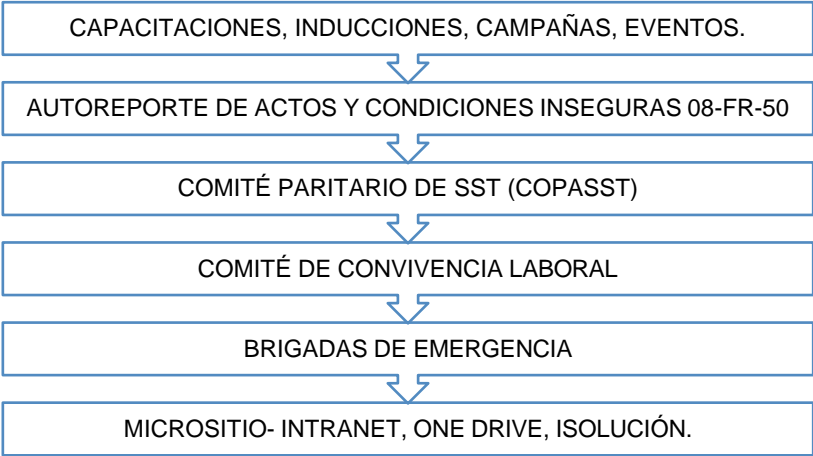 CAPACITACIONES, INDUCCIONES, CAMPAÑAS, EVENTOS.
AUTOREPORTE DE ACTOS Y CONDICIONES INSEGURAS 08-FR-50
COMITÉ PARITARIO DE SST (COPASST)
COMITÉ DE CONVIVENCIA LABORAL
BRIGADAS DE EMERGENCIA
MICROSITIO- INTRANET, ONE DRIVE, ISOLUCIÓN.